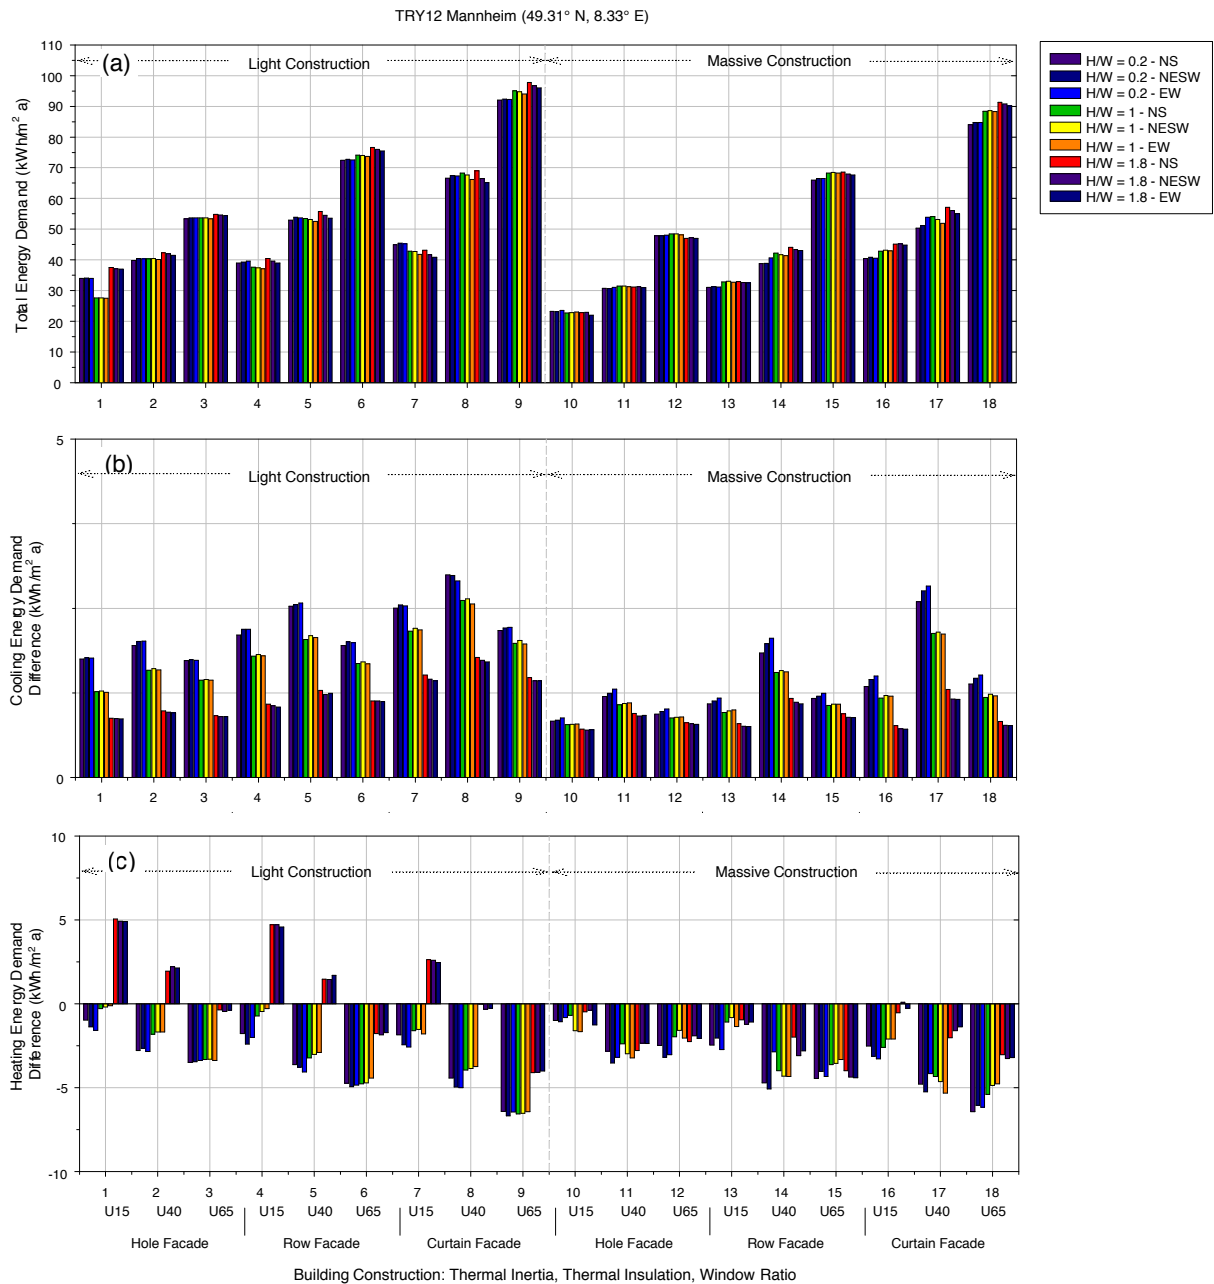 TRY12 Mannheim (49.31° N, 8.33° E)
(a)
Light Construction
Massive Construction
Total Energy Demand (kWh/m² a)
110
100
90
80
70
60
50
40
30
20
10
0
1 2 3 4 5 6 7 8 9 10 11 12 13 14 15 16 17 18
H/W = 0.2 - NS
H/W = 0.2 - NESW
H/W = 0.2 - EW
H/W = 1 - NS
H/W = 1 - NESW
H/W = 1 - EW
H/W = 1.8 - NS
H/W = 1.8 - NESW
H/W = 1.8 - EW
(b)
Light Construction
Massive Construction
Cooling Energy Demand
Difference (kWh/m² a)
5
0
1 2 3 4 5 6 7 8 9 10 11 12 13 14 15 16 17 18
(c)
Light Construction
Massive Construction
Heating Energy Demand
Difference (kWh/m² a)
10
5
0
-5
-10
1 2 3 4 5 6 7 8 9 10 11 12 13 14 15 16 17 18
U15 U40 U65 U15 U40 U65 U15 U40 U65 U15 U40 U65 U15 U40 U65 U15 U40 U65
Hole Facade Row Facade Curtain Facade Hole Facade Row Facade Curtain Facade
Building Construction: Thermal Inertia, Thermal Insulation, Window Ratio